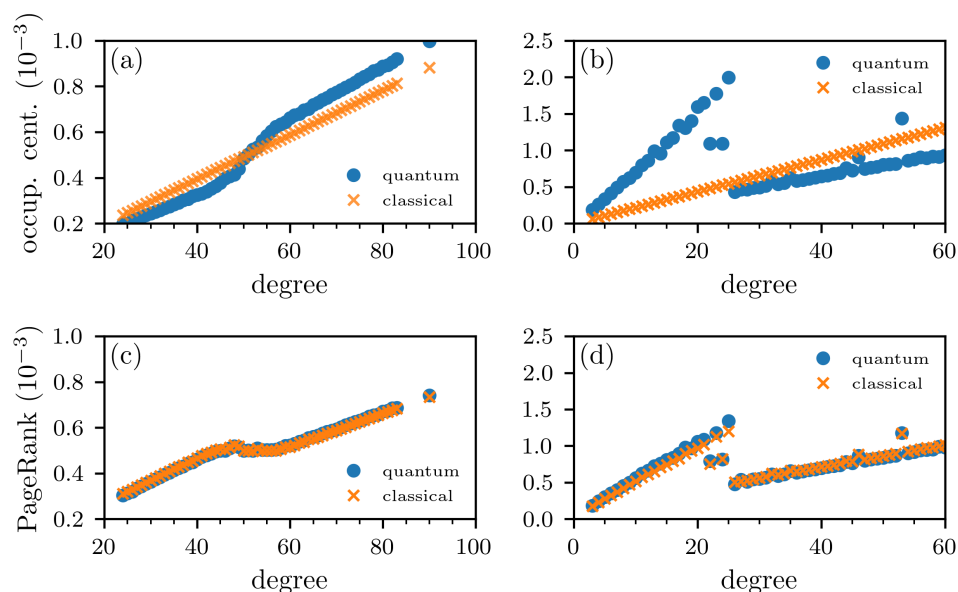 occup. cent. (10⁻³)
1.0
0.8
0.6
0.4
0.2
(a)
quantum
classical
20
40
60
80
100
degree
2.5
2.0
1.5
1.0
0.5
0.0
(b)
quantum
classical
0
20
40
60
degree
PageRank (10⁻³)
1.0
0.8
0.6
0.4
0.2
(c)
quantum
classical
20
40
60
80
100
degree
2.5
2.0
1.5
1.0
0.5
0.0
(d)
quantum
classical
0
20
40
60
degree